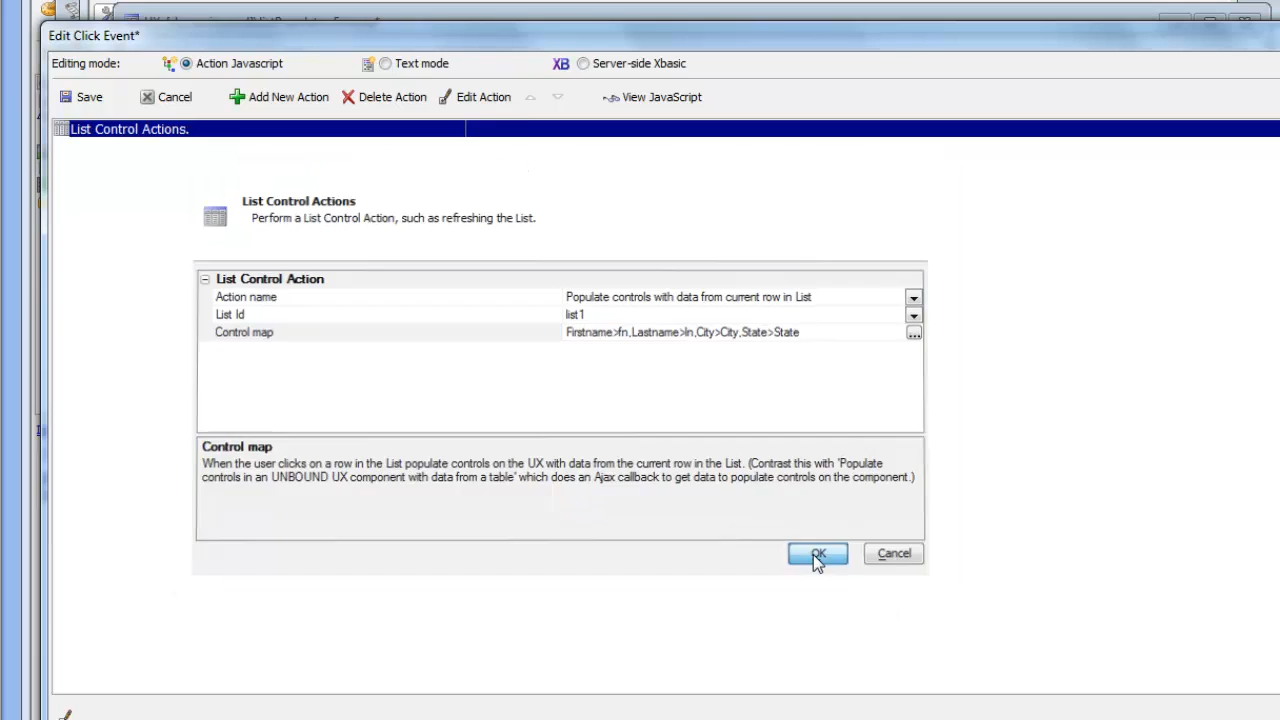 Edit Click Event*
Editing mode: Action Javascript Text mode XB Server-side Xbasic
Save Cancel Add New Action Delete Action Edit Action View JavaScript
List Control Actions.
List Control Actions
Perform a List Control Action, such as refreshing the List.
List Control Action
Action name Populate controls with data from current row in List
List Id list1
Control map Firstname>fn,Lastname>ln,City>City,State>State
Control map
When the user clicks on a row in the List populate controls on the UX with data from the current row in the List. (Contrast this with 'Populate
controls in an UNBOUND UX component with data from a table' which does an Ajax callback to get data to populate controls on the component.)
OK Cancel